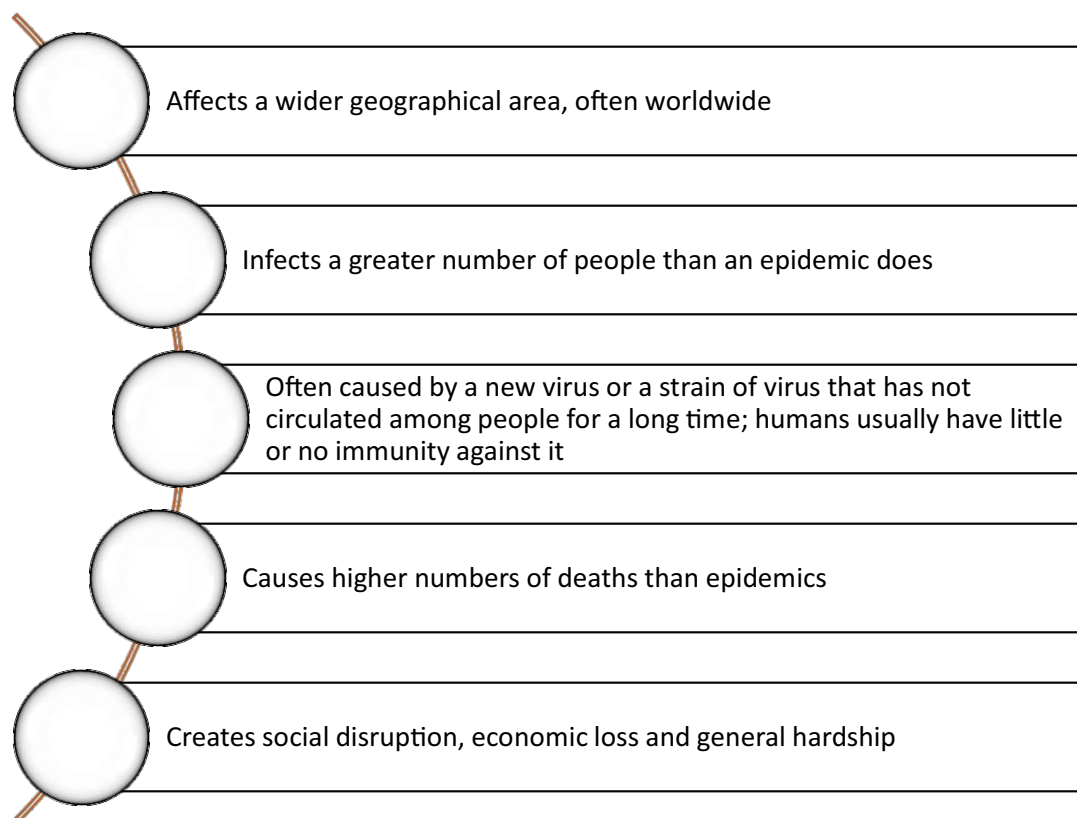 Affects a wider geographical area, often worldwide
Infects a greater number of people than an epidemic does
Often caused by a new virus or a strain of virus that has not
circulated among people for a long time; humans usually have little
or no immunity against it
Causes higher numbers of deaths than epidemics
Creates social disruption, economic loss and general hardship